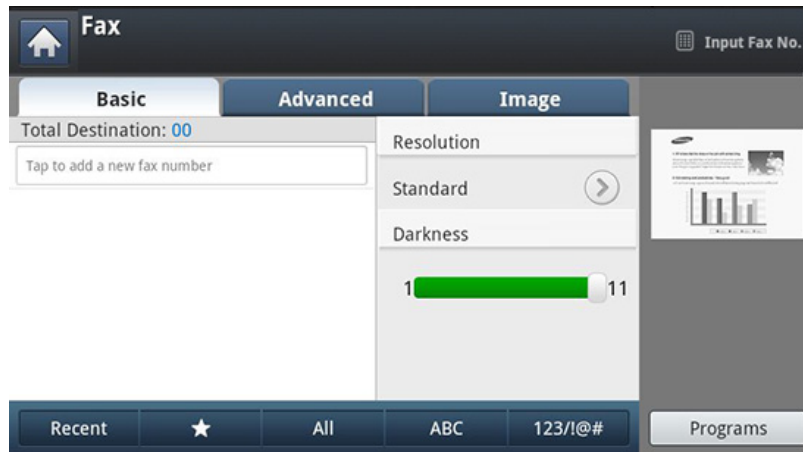 Fax
Input Fax No.
Basic
Advanced
Image
Total Destination: 00
Tap to add a new fax number
Resolution
Standard
Darkness
1
11
Recent
★
All
ABC
123/!@#
Programs